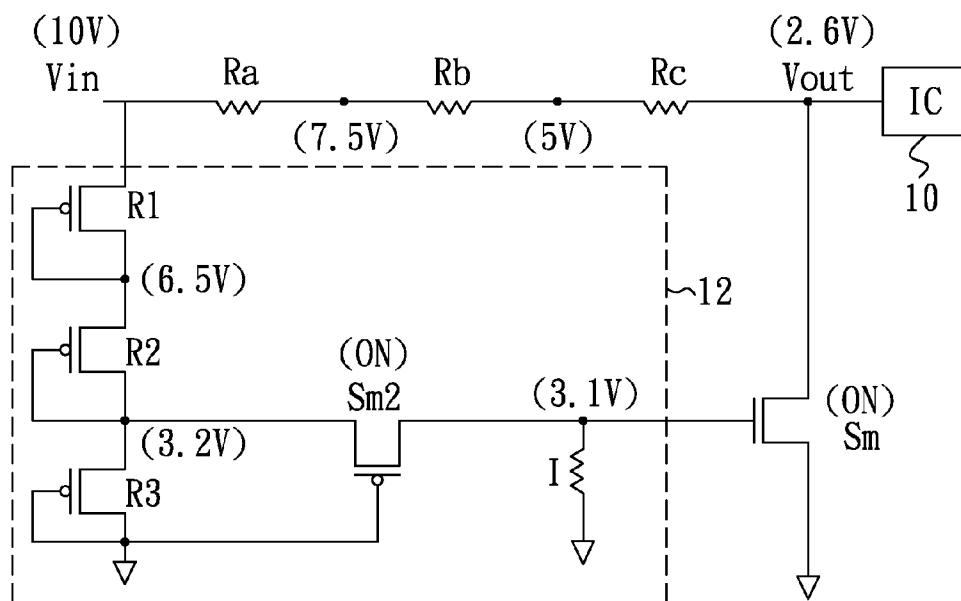 (10V)
Vin
Ra
(7.5V)
Rb
(5V)
Rc
(2.6V)
Vout
IC
10
R1
(6.5V)
12
R2
(ON)
Sm2
(3.1V)
(ON)
Sm
(3.2V)
R3
I